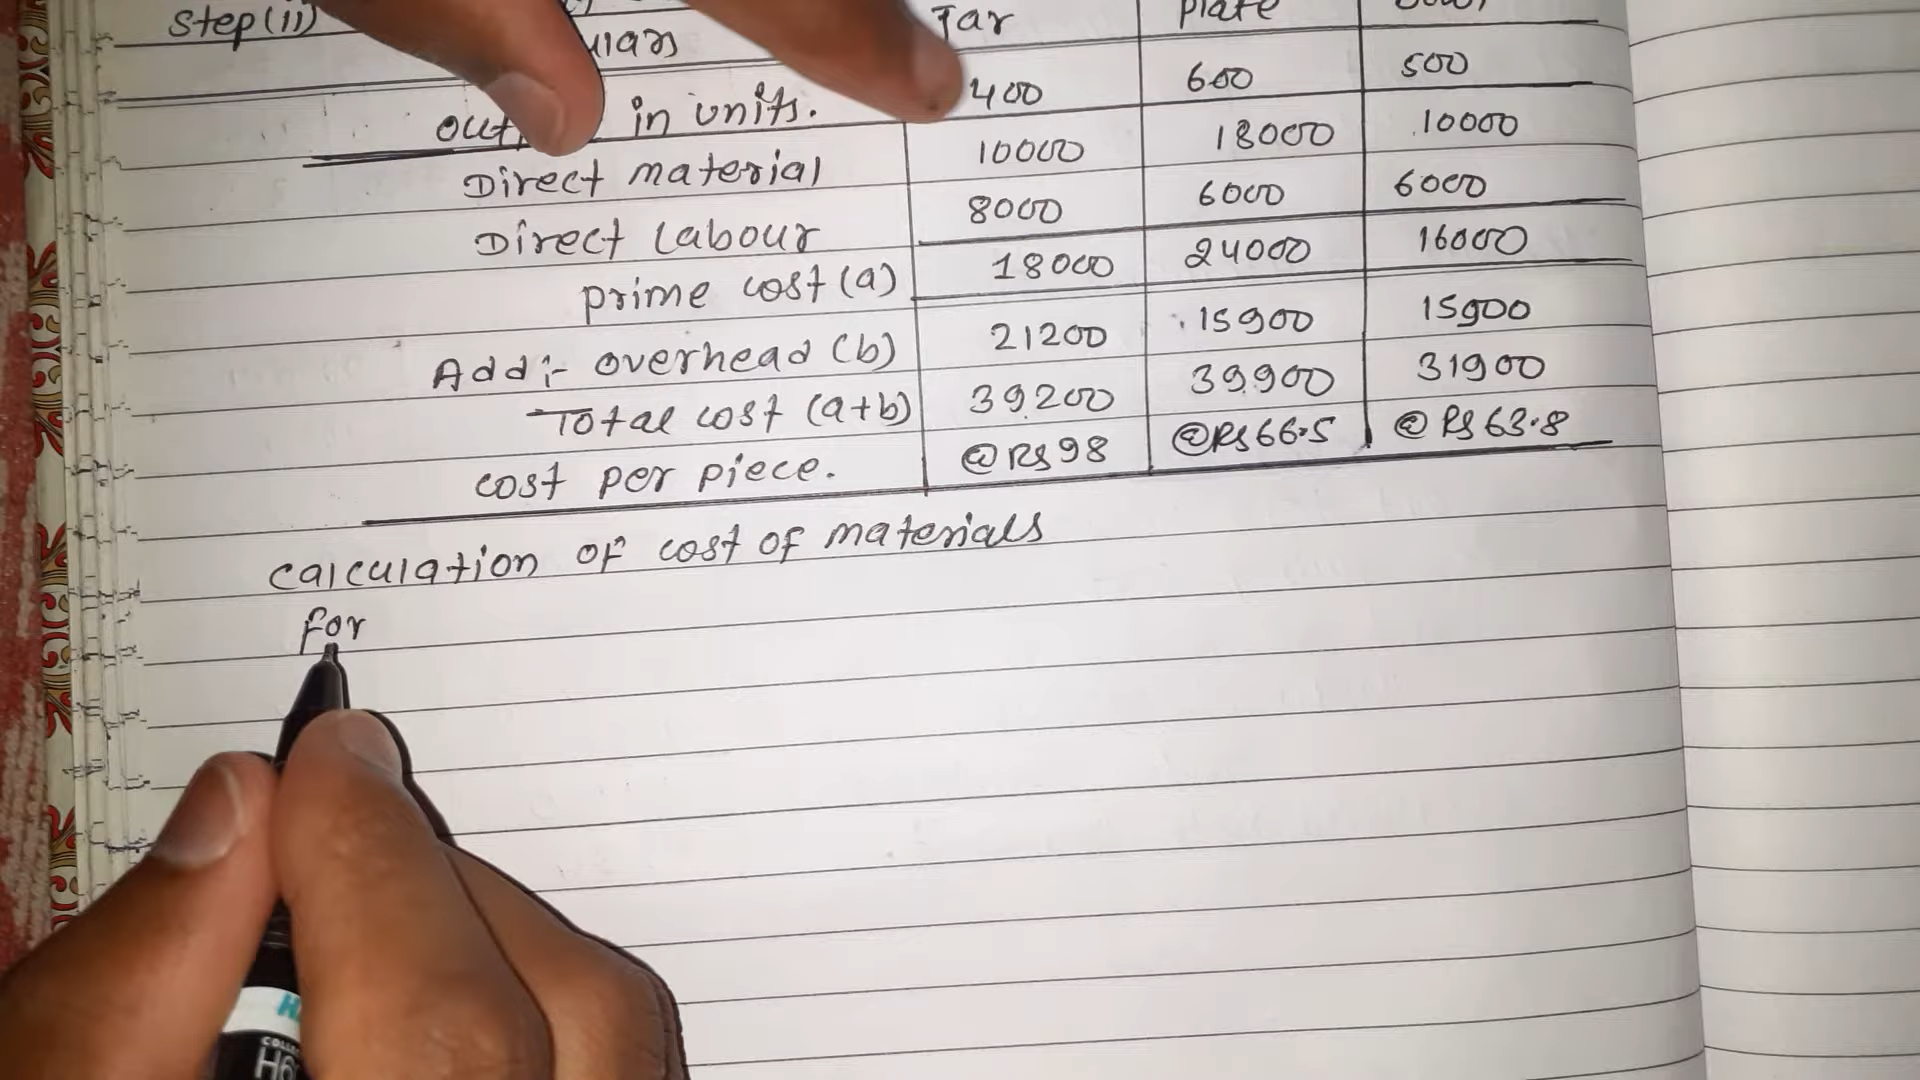 Step(ii) Jar Plate
output in units. 400 600 500
Direct material 10000 18000 10000
Direct Labour 8000 6000 6000
prime cost (a) 18000 24000 16000
Add:- overhead (b) 21200 15900 15900
Total cost (a+b) 39200 39900 31900
cost per piece. @Rs 98 @Rs 66.5 @ Rs 63.8
calculation of cost of materials
for